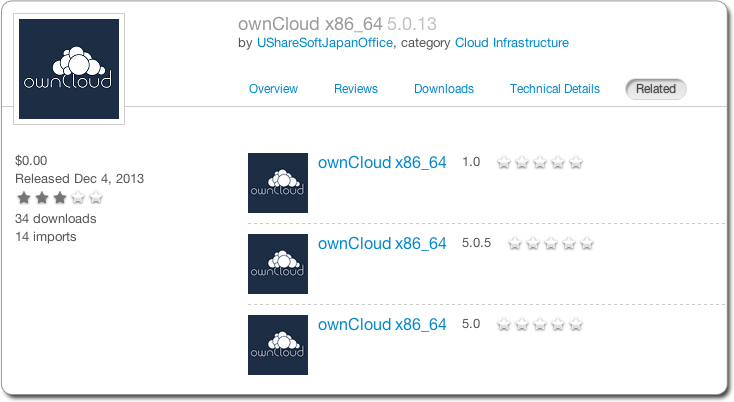 ownCloud
ownCloud x86_64 5.0.13
by UShareSoftJapanOffice, category Cloud Infrastructure
Overview Reviews Downloads Technical Details Related
$0.00
Released Dec 4, 2013
34 downloads
14 imports
ownCloud
ownCloud x86_64 1.0
ownCloud
ownCloud x86_64 5.0.5
ownCloud
ownCloud x86_64 5.0